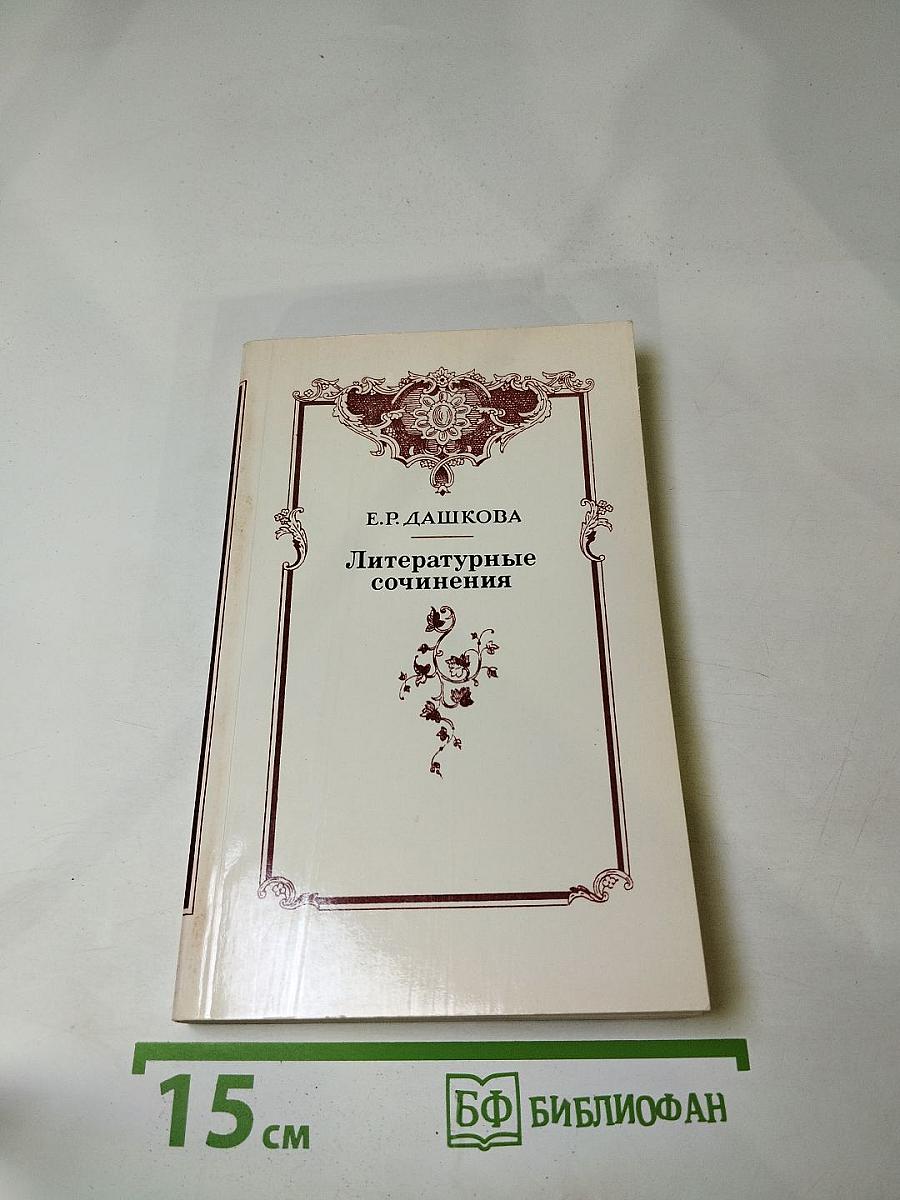 Е.Р.ДАШКОВА
Литературные
сочинения
15 см
БФ БИБЛИОФАН